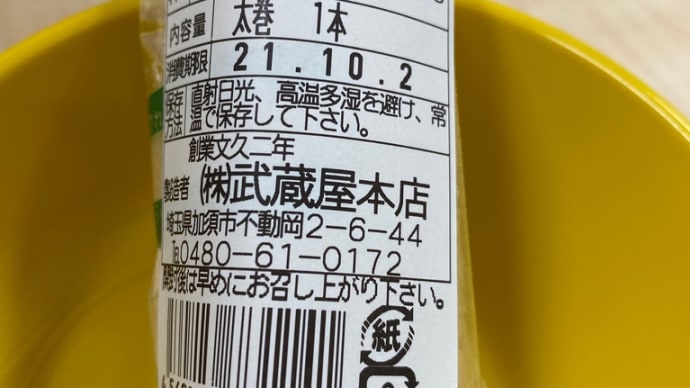 内容量 太巻 1本
消費期限 21.10.2
保存方法 直射日光、高温多湿を避け、常
温で保存して下さい。
創業文久二年
製造者 (株)武蔵屋本店
埼玉県加須市不動岡2-6-44
℡0480-61-0172
開封後は早めにお召し上がり下さい。
紙